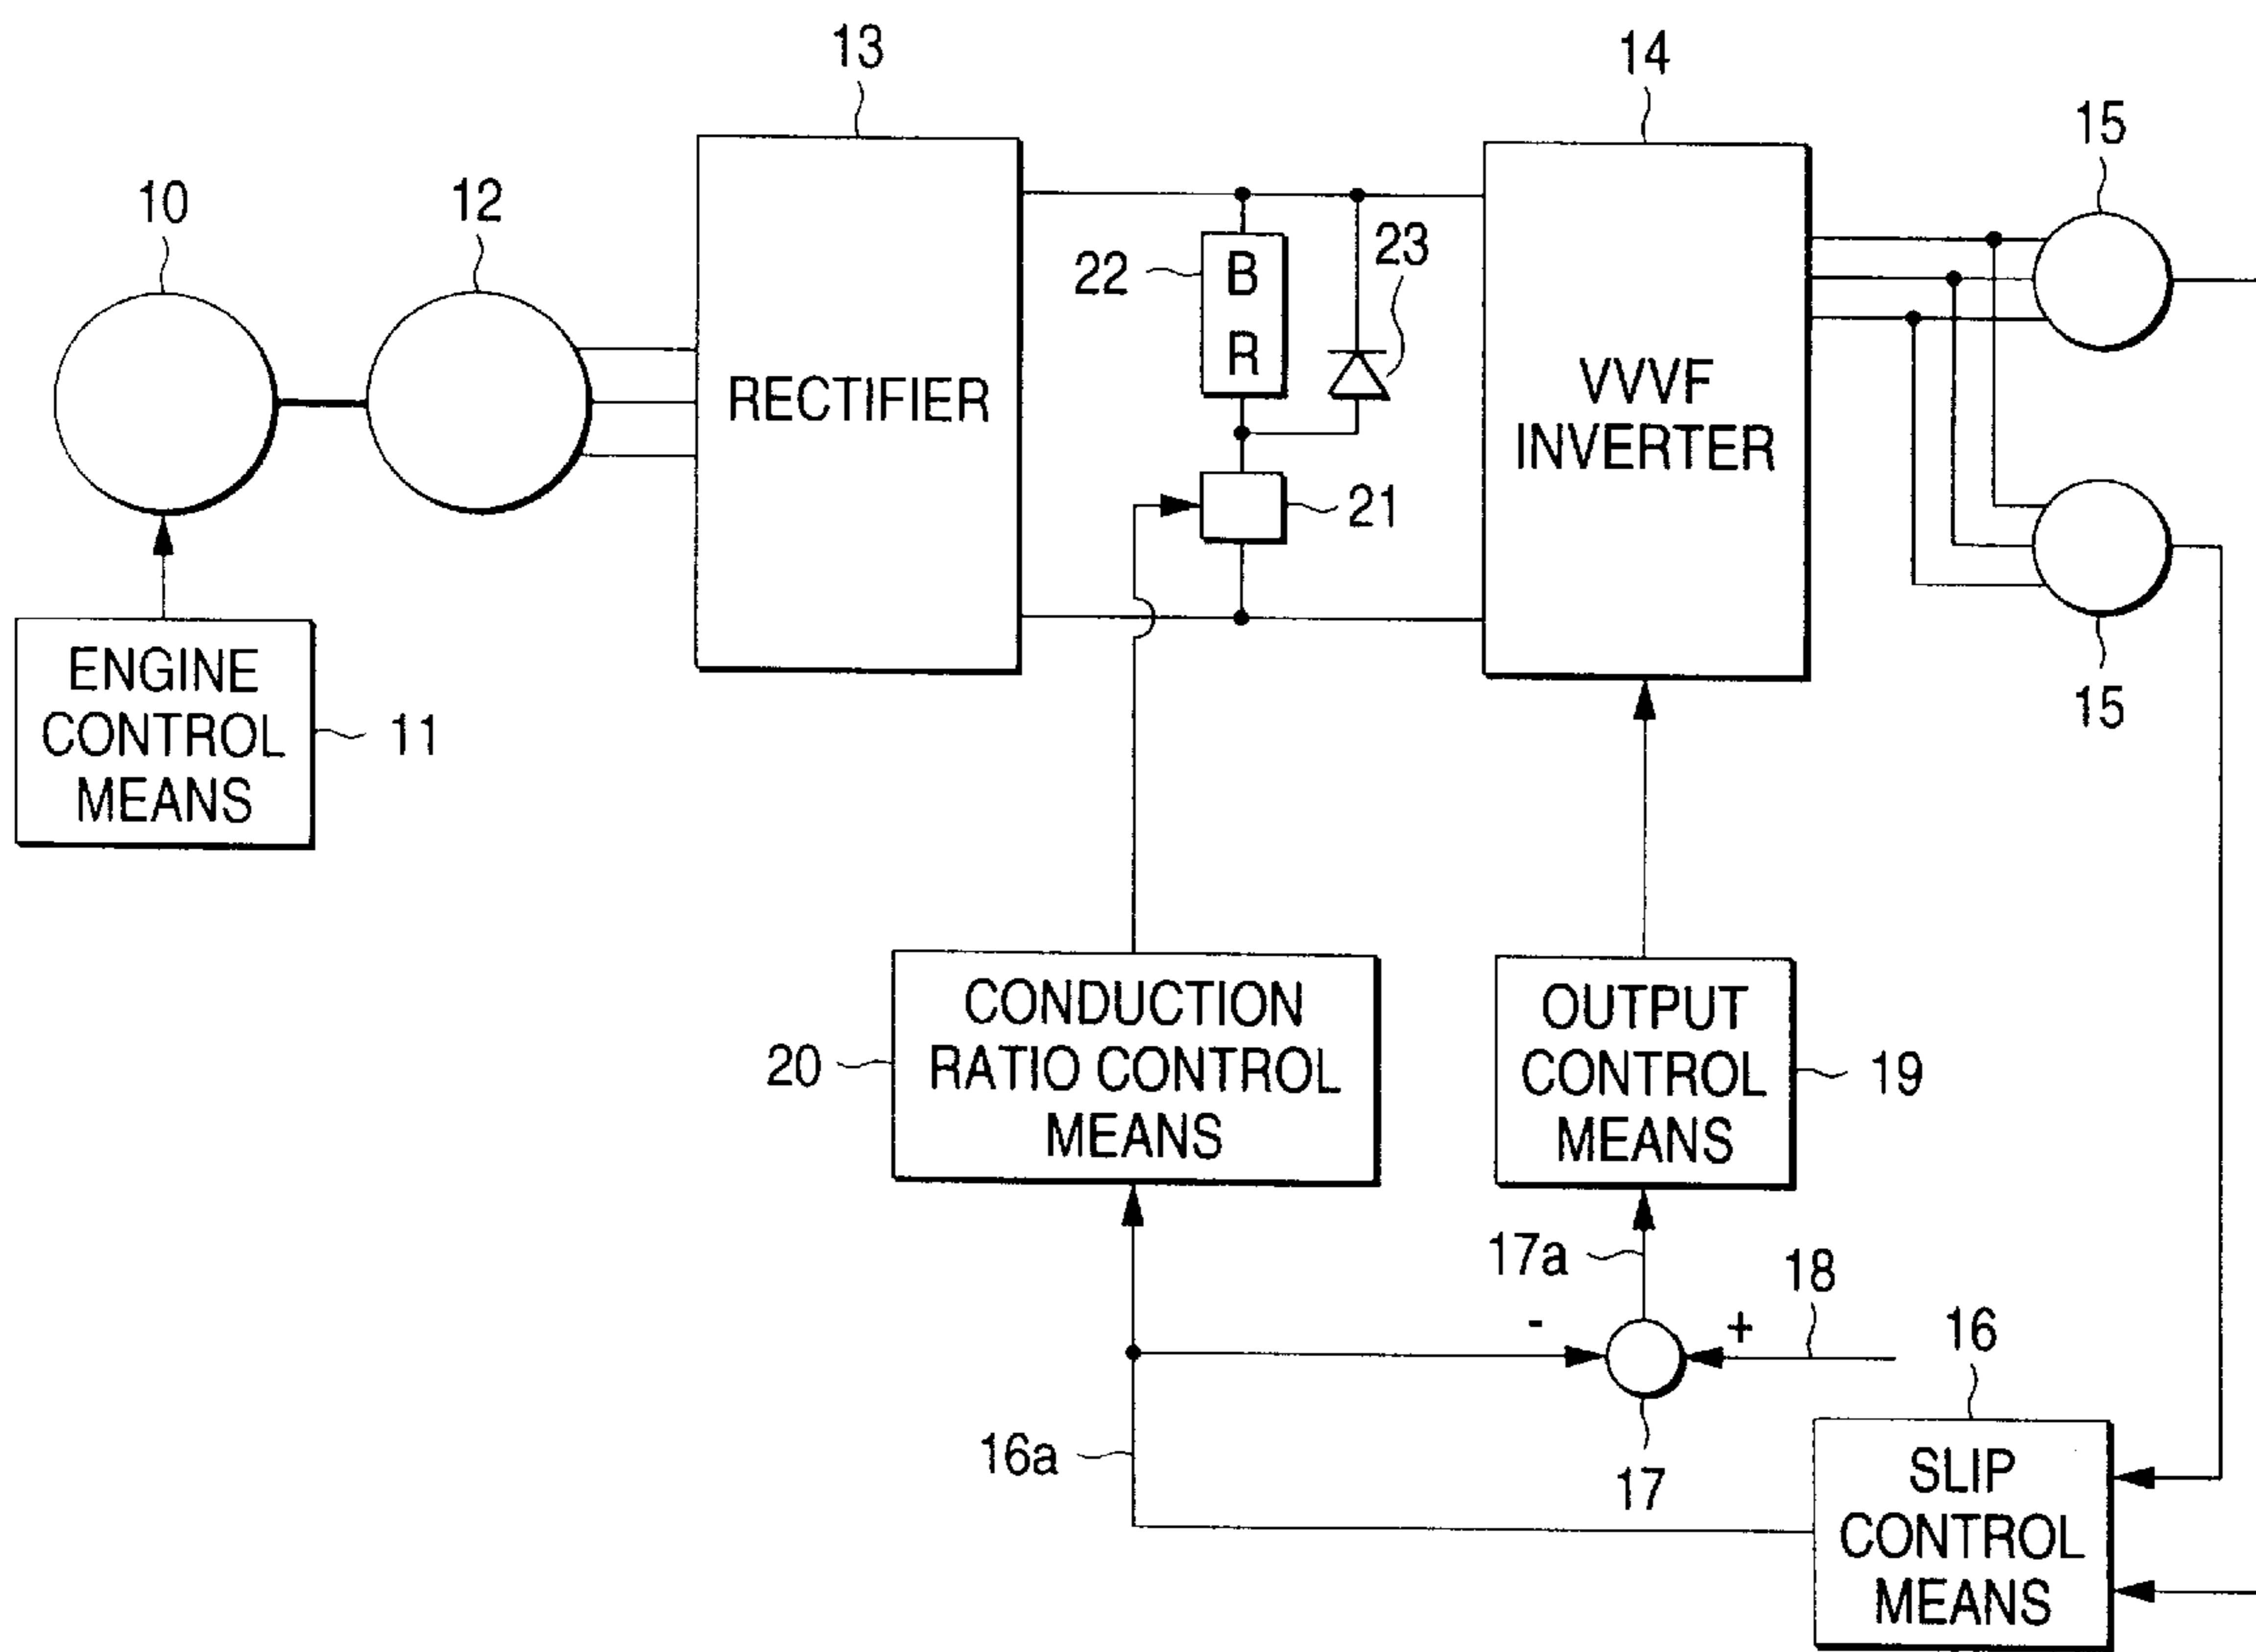 13
14
15
10
12
22
B
R
23
RECTIFIER
VVVF
INVERTER
21
ENGINE
CONTROL
MEANS
11
15
CONDUCTION
RATIO CONTROL
MEANS
20
OUTPUT
CONTROL
MEANS
19
17a
18
-
+
16
16a
17
SLIP
CONTROL
MEANS